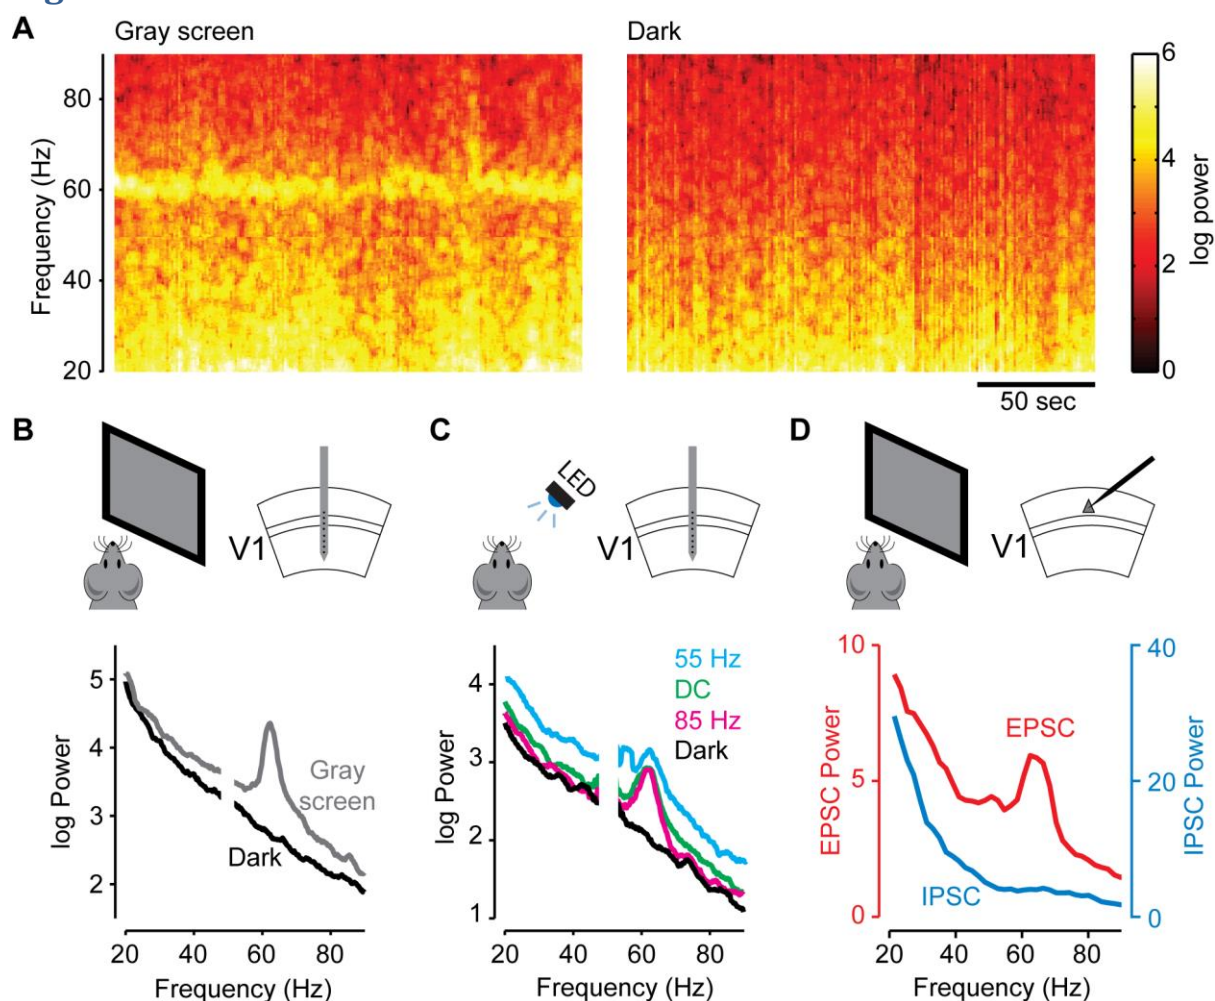 A
Gray screen
Dark
80
60
40
20
Frequency (Hz)
6
4
2
0
log power
50 sec
B
V1
5
4
3
2
log Power
Gray
screen
Dark
20 40 60 80
Frequency (Hz)
C
LED
V1
4
3
2
1
log Power
55 Hz
DC
85 Hz
Dark
20 40 60 80
Frequency (Hz)
D
V1
10
5
0
EPSC Power
EPSC
IPSC
40
20
0
IPSC Power
20 40 60 80
Frequency (Hz)